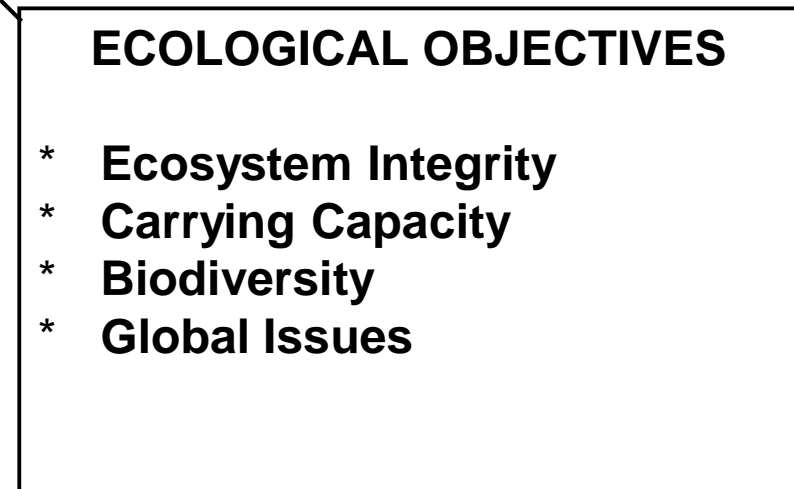 ECOLOGICAL OBJECTIVES
* Ecosystem Integrity
* Carrying Capacity
* Biodiversity
* Global Issues